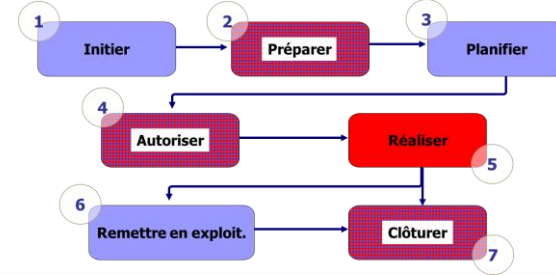 1
Initier
2
Préparer
3
Planifier
4
Autoriser
Réaliser
5
6
Remettre en exploit.
Clôturer
7